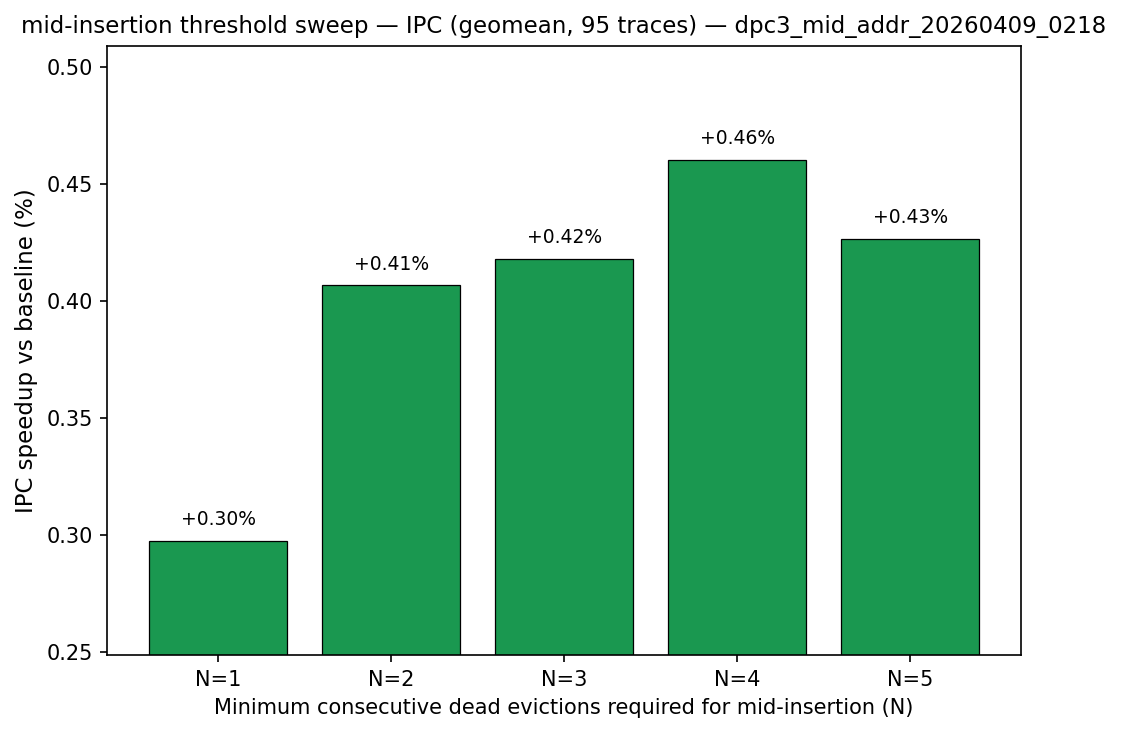 mid-insertion threshold sweep — IPC (geomean, 95 traces) — dpc3_mid_addr_20260409_0218
IPC speedup vs baseline (%)
0.50
0.45
0.40
0.35
0.30
0.25
+0.30%
+0.41%
+0.42%
+0.46%
+0.43%
N=1
N=2
N=3
N=4
N=5
Minimum consecutive dead evictions required for mid-insertion (N)